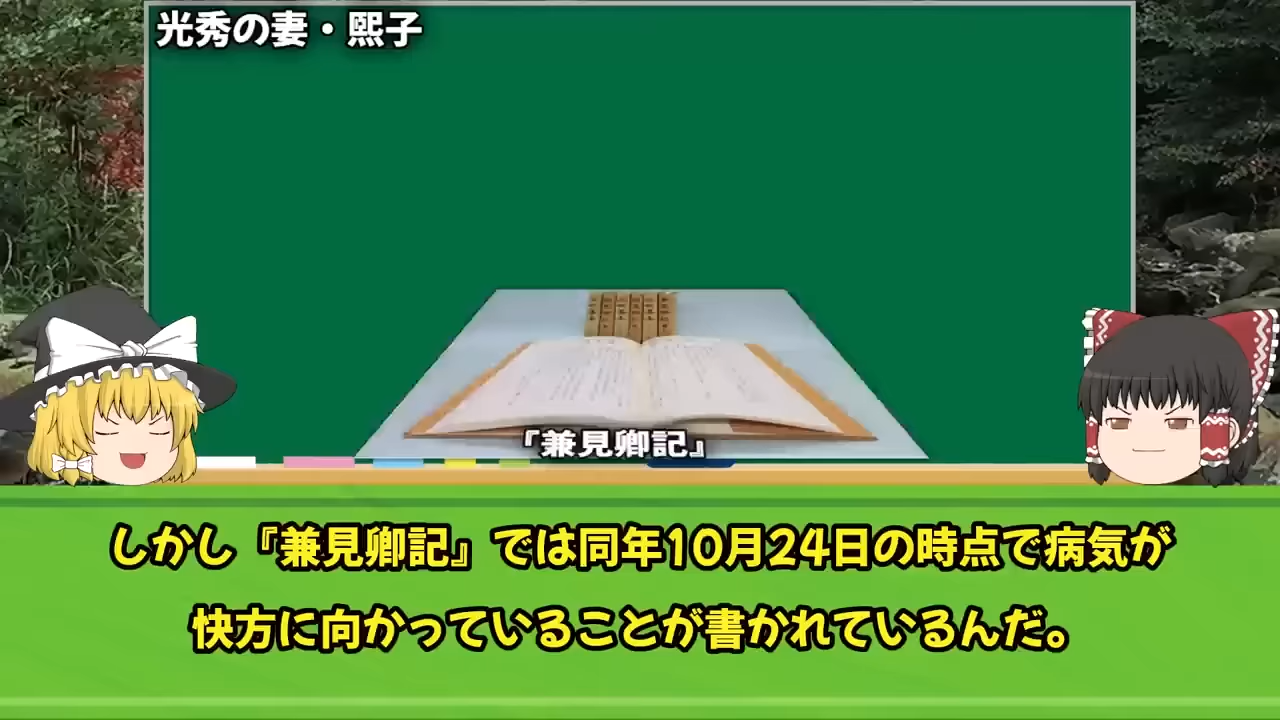 光秀の妻・熙子
『兼見卿記』
しかし『兼見卿記』では同年10月24日の時点で病気が
快方に向かっていることが書かれているんだ。